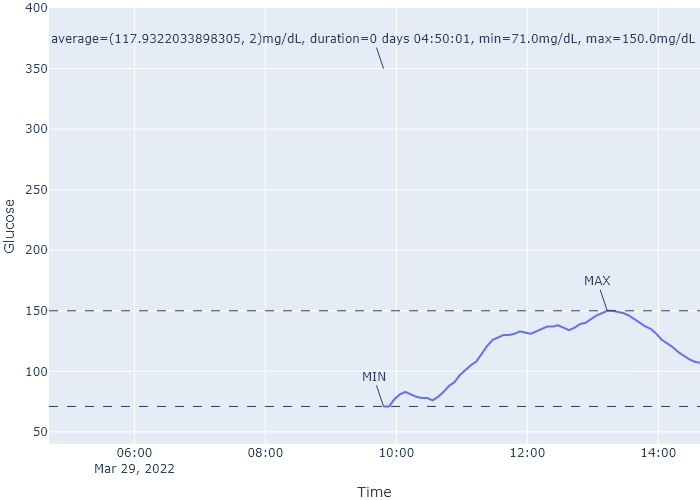 400
average=(117.9322033898305, 2)mg/dL, duration=0 days 04:50:01, min=71.0mg/dL, max=150.0mg/dL
350
300
250
200
Glucose
MAX
150
MIN
100
50
06:00 08:00 10:00 12:00 14:00
Mar 29, 2022
Time